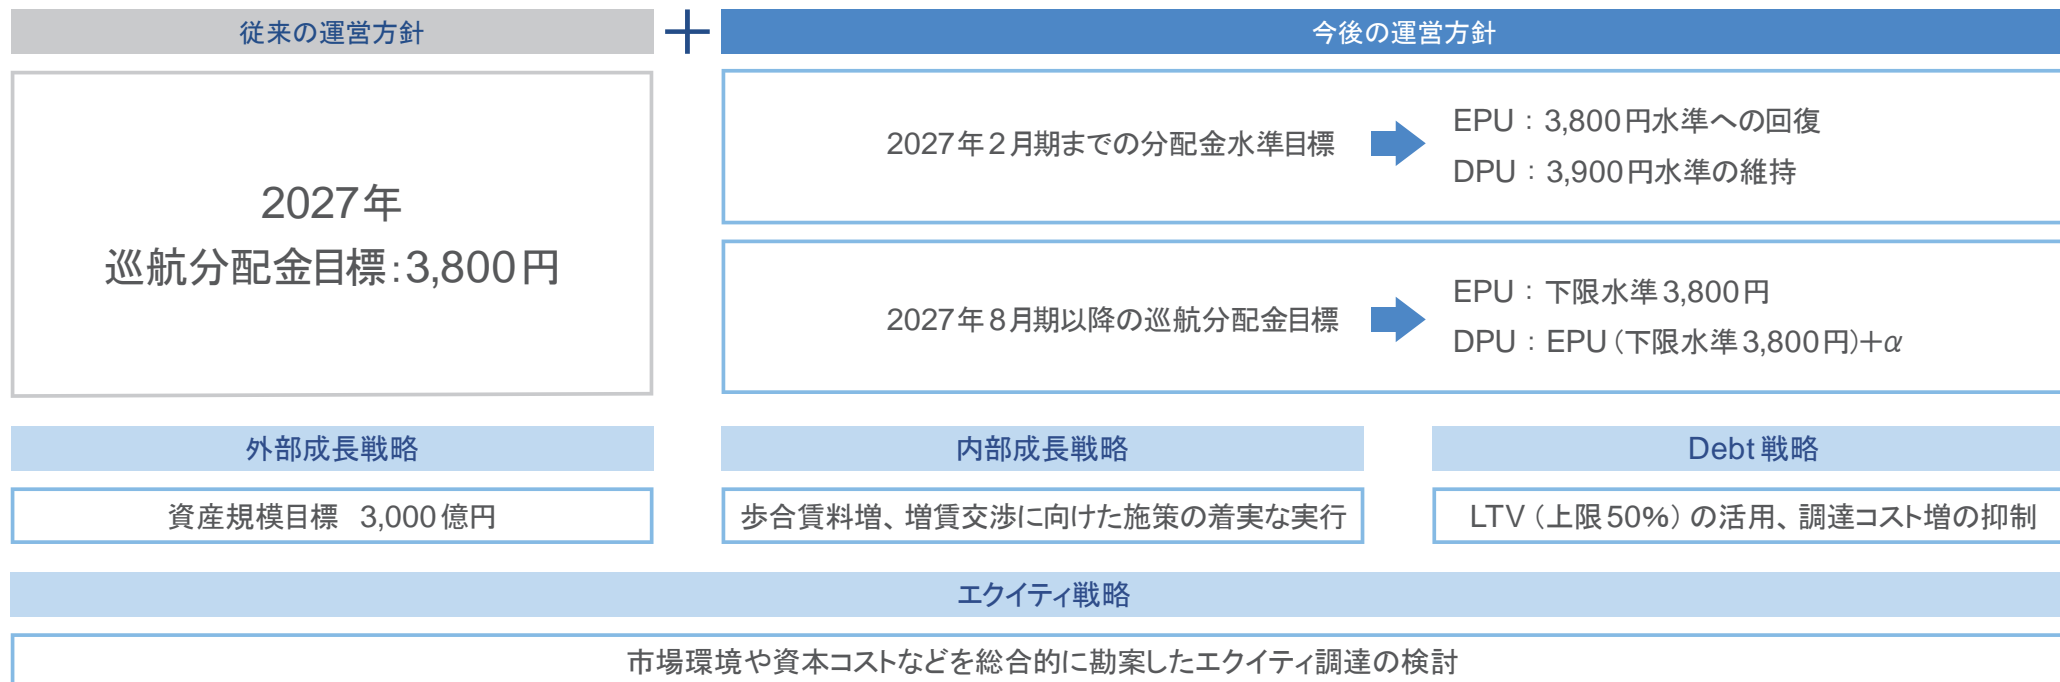 従来の運営方針
＋
今後の運営方針
2027年
巡航分配金目標：3,800円
2027年2月期までの分配金水準目標
EPU：3,800円水準への回復
DPU：3,900円水準の維持
2027年8月期以降の巡航分配金目標
EPU：下限水準3,800円
DPU：EPU（下限水準3,800円）＋α
外部成長戦略
資産規模目標 3,000億円
内部成長戦略
歩合賃料増、増賃交渉に向けた施策の着実な実行
Debt戦略
LTV（上限50%）の活用、調達コスト増の抑制
エクイティ戦略
市場環境や資本コストなどを総合的に勘案したエクイティ調達の検討